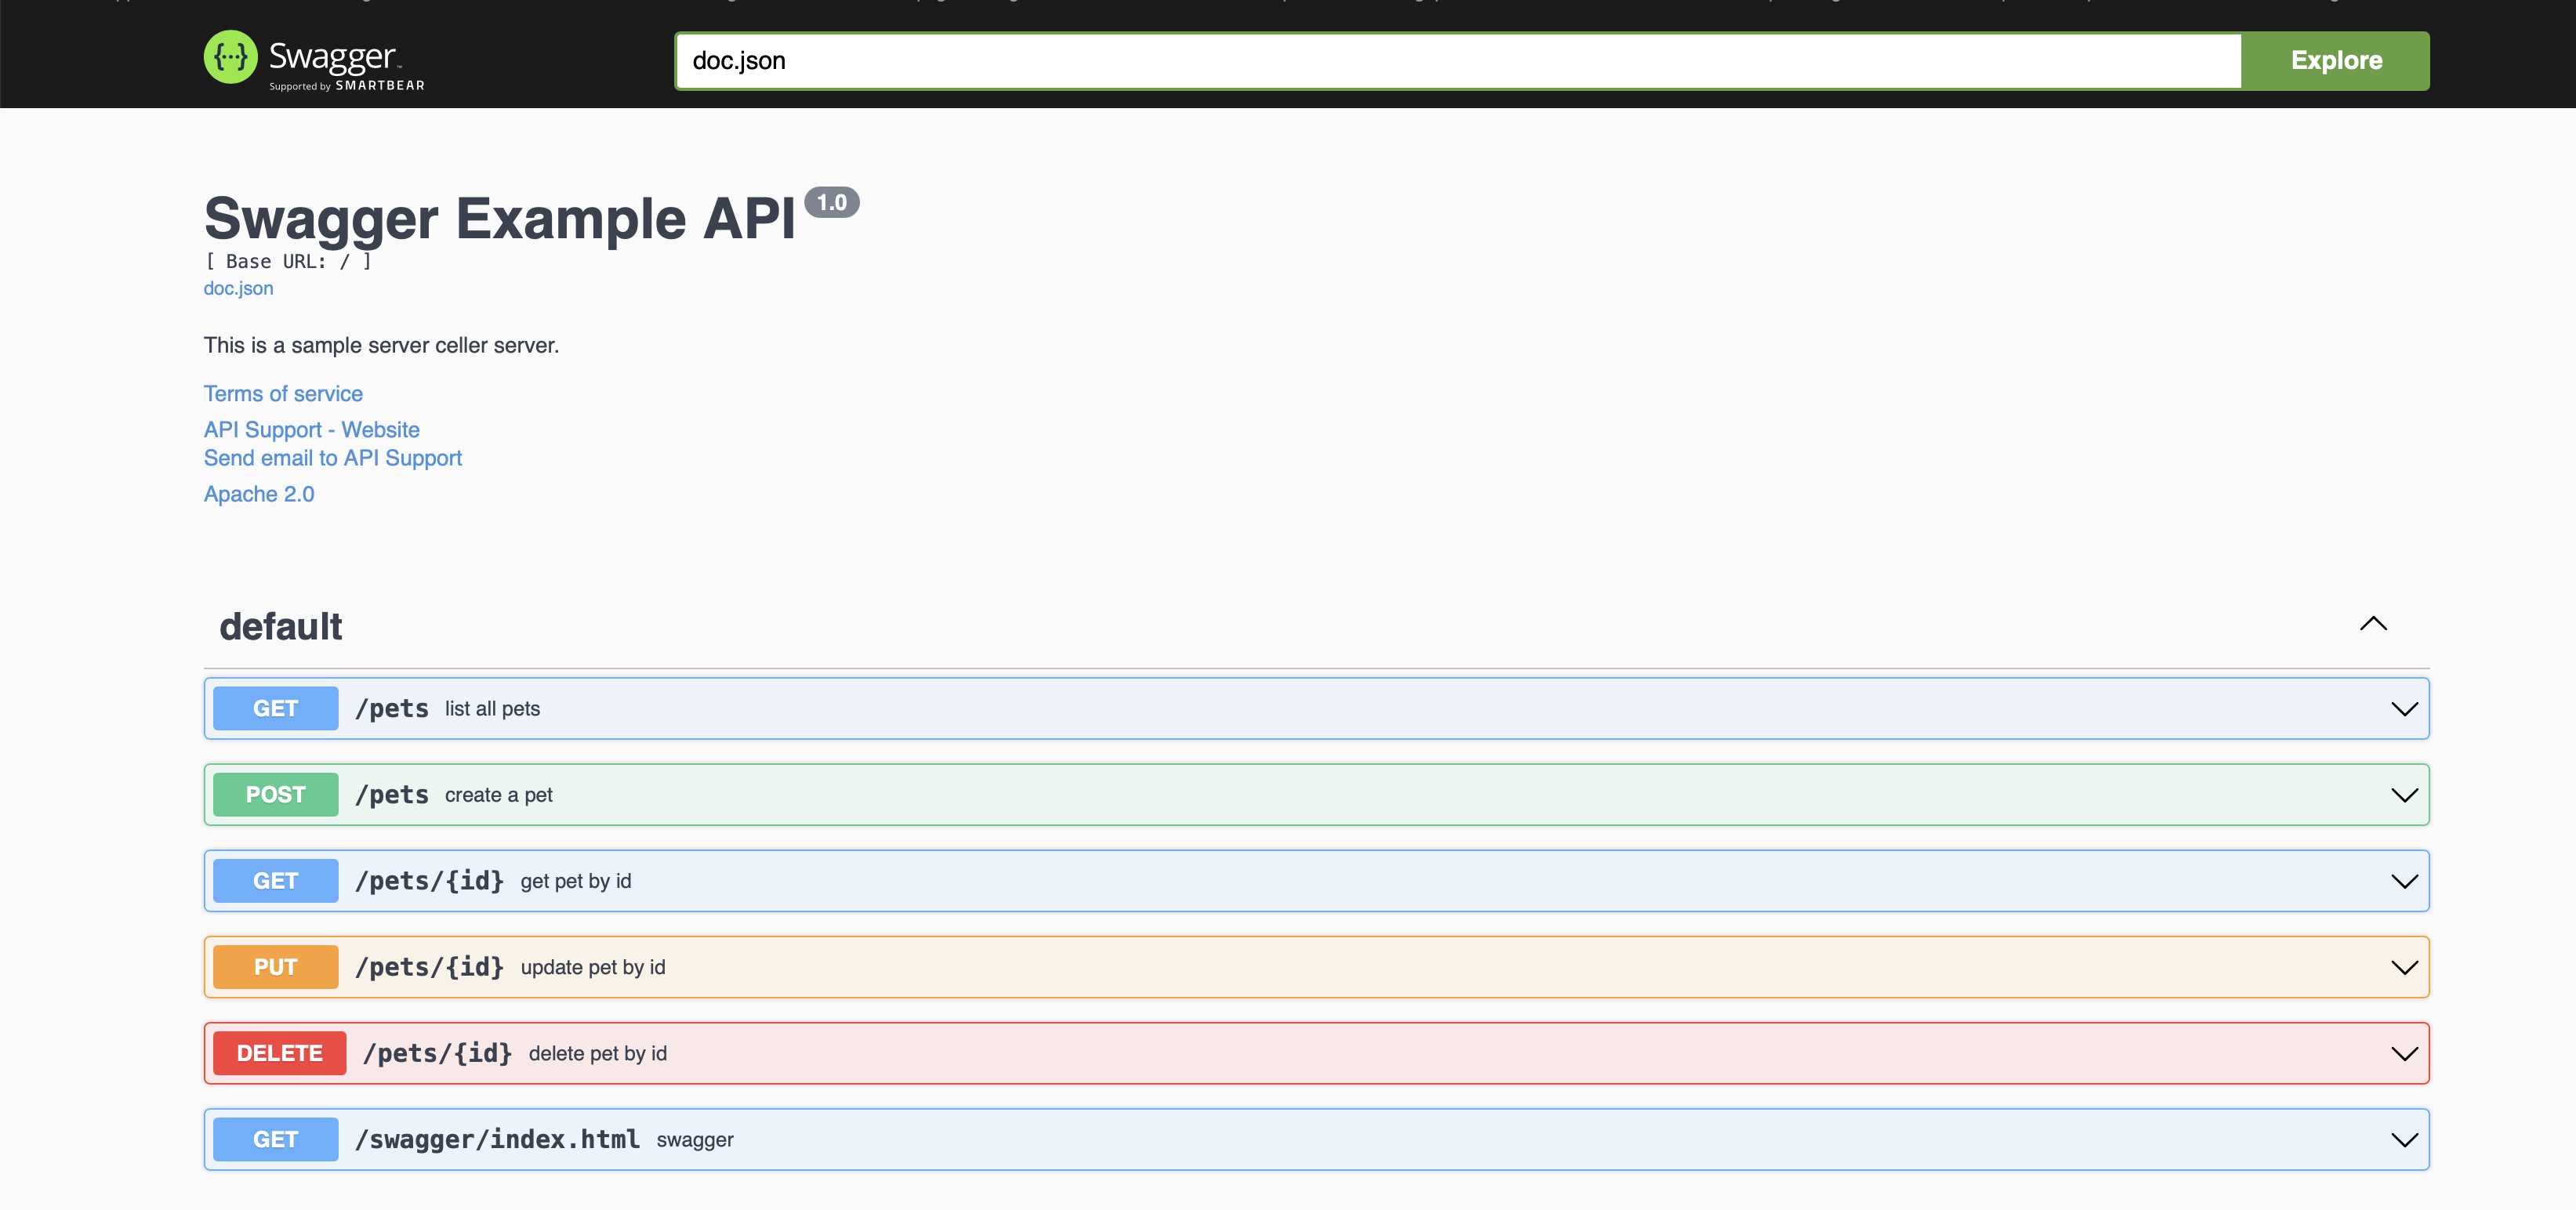 {...} Swagger™
Supported by SMARTBEAR
doc.json
Explore
Swagger Example API 1.0
[ Base URL: / ]
doc.json
This is a sample server celler server.
Terms of service
API Support - Website
Send email to API Support
Apache 2.0
default
GET /pets list all pets
POST /pets create a pet
GET /pets/{id} get pet by id
PUT /pets/{id} update pet by id
DELETE /pets/{id} delete pet by id
GET /swagger/index.html swagger